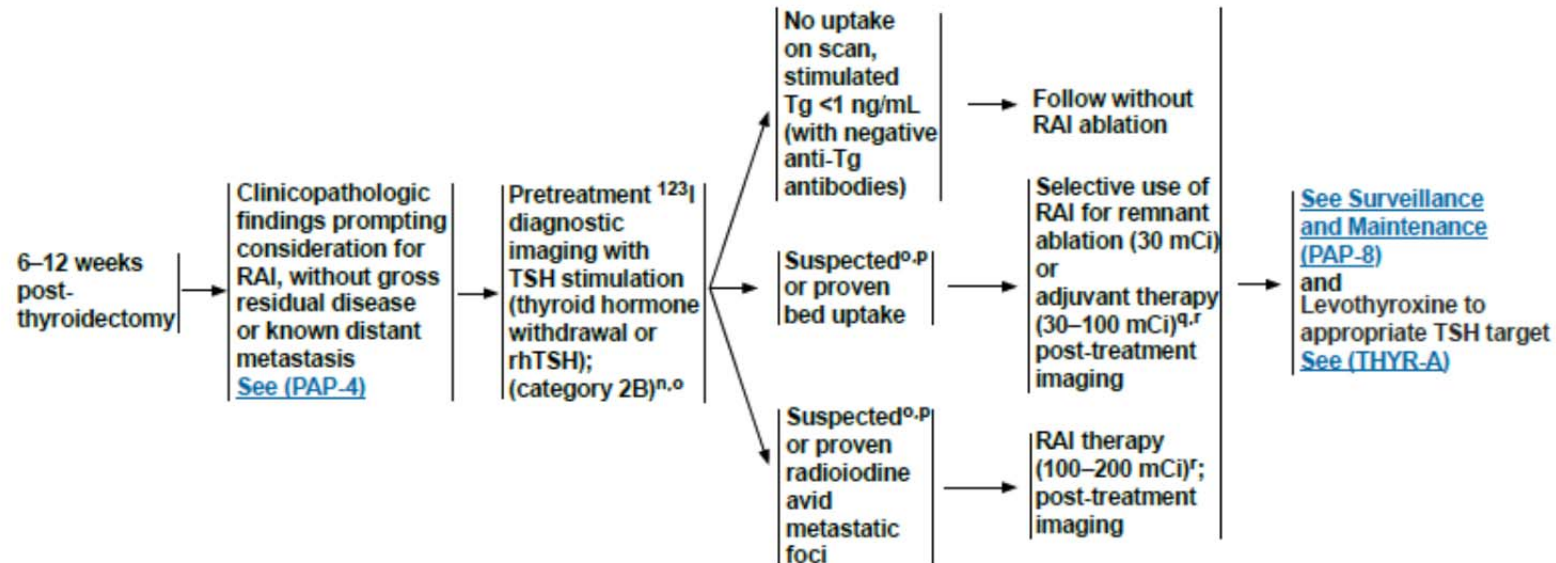 6–12 weeks
post-
thyroidectomy
Clinicopathologic
findings prompting
consideration for
RAI, without gross
residual disease
or known distant
metastasis
See (PAP-4)
Pretreatment ¹²³I
diagnostic
imaging with
TSH stimulation
(thyroid hormone
withdrawal or
rhTSH);
(category 2B)ⁿ,ᵒ
No uptake
on scan,
stimulated
Tg <1 ng/mL
(with negative
anti-Tg
antibodies)
Follow without
RAI ablation
Suspectedᵒ,ᵖ
or proven
bed uptake
Selective use of
RAI for remnant
ablation (30 mCi)
or
adjuvant therapy
(30–100 mCi)q,r
post-treatment
imaging
Suspectedᵒ,ᵖ
or proven
radioiodine
avid
metastatic
foci
RAI therapy
(100–200 mCi)ʳ;
post-treatment
imaging
See Surveillance
and Maintenance
(PAP-8)
and
Levothyroxine to
appropriate TSH target
See (THYR-A)